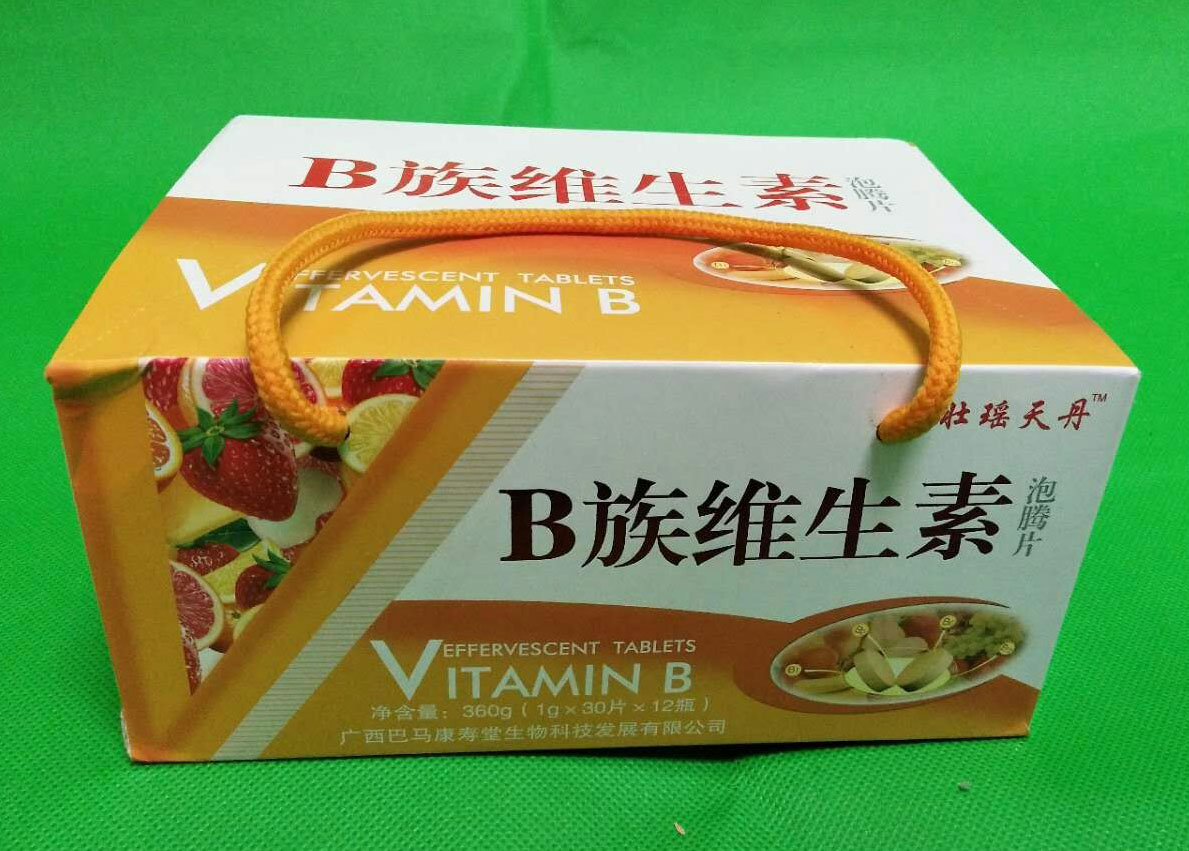 B族维生素
泡腾片
EFFERVESCENT TABLETS
VITAMIN B
壮瑶天丹™
B族维生素
泡腾片
EFFERVESCENT TABLETS
VITAMIN B
净含量：360g（1g×30片×12瓶）
广西巴马康寿堂生物科技发展有限公司